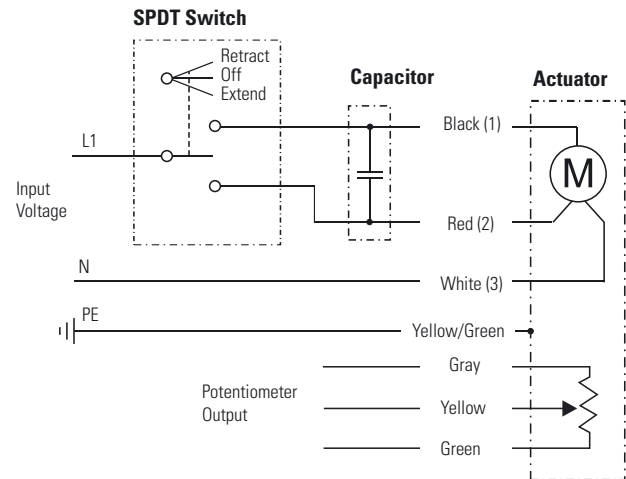 SPDT Switch
Retract
Off
Extend
Capacitor
Actuator
L1
Black (1)
M
Input
Voltage
Red (2)
N
White (3)
PE
Yellow/Green
Gray
Potentiometer
Output
Yellow
Green